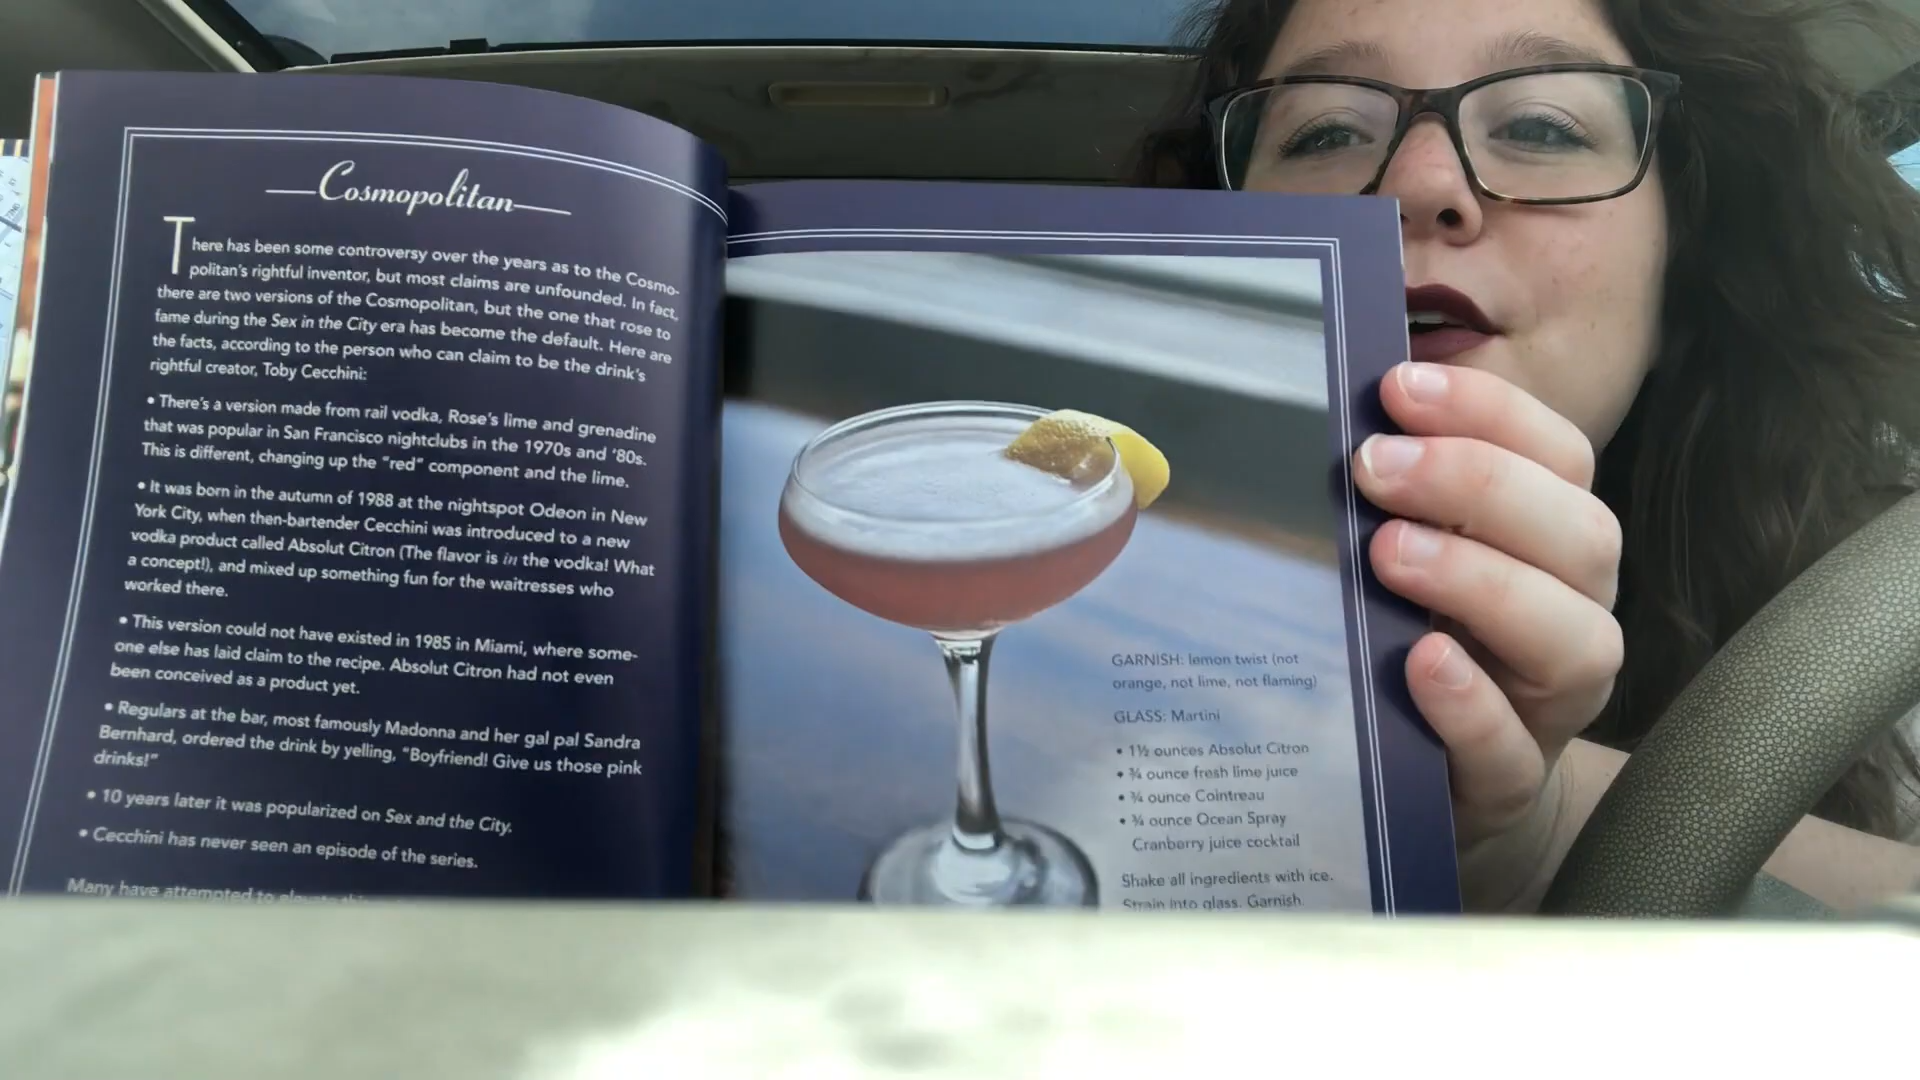 Cosmopolitan
There has been some controversy over the years as to the Cosmo-
politan's rightful inventor, but most claims are unfounded. In fact,
there are two versions of the Cosmopolitan, but the one that rose to
fame during the Sex in the City era has become the default. Here are
the facts, according to the person who can claim to be the drink's
rightful creator, Toby Cecchini:
• There's a version made from rail vodka, Rose's lime and grenadine
that was popular in San Francisco nightclubs in the 1970s and '80s.
This is different, changing up the "red" component and the lime.
• It was born in the autumn of 1988 at the nightspot Odeon in New
York City, when then-bartender Cecchini was introduced to a new
vodka product called Absolut Citron (The flavor is in the vodka! What
a concept!), and mixed up something fun for the waitresses who
worked there.
• This version could not have existed in 1985 in Miami, where some-
one else has laid claim to the recipe. Absolut Citron had not even
been conceived as a product yet.
• Regulars at the bar, most famously Madonna and her gal pal Sandra
Bernhard, ordered the drink by yelling, "Boyfriend! Give us those pink
drinks!"
• 10 years later it was popularized on Sex and the City.
• Cecchini has never seen an episode of the series.
Many have attempted to
GARNISH: lemon twist (not
orange, not lime, not flaming)
GLASS: Martini
• 1½ ounces Absolut Citron
• ¾ ounce fresh lime juice
• ¾ ounce Cointreau
• ¾ ounce Ocean Spray
Cranberry juice cocktail
Shake all ingredients with ice.
Strain into glass. Garnish.